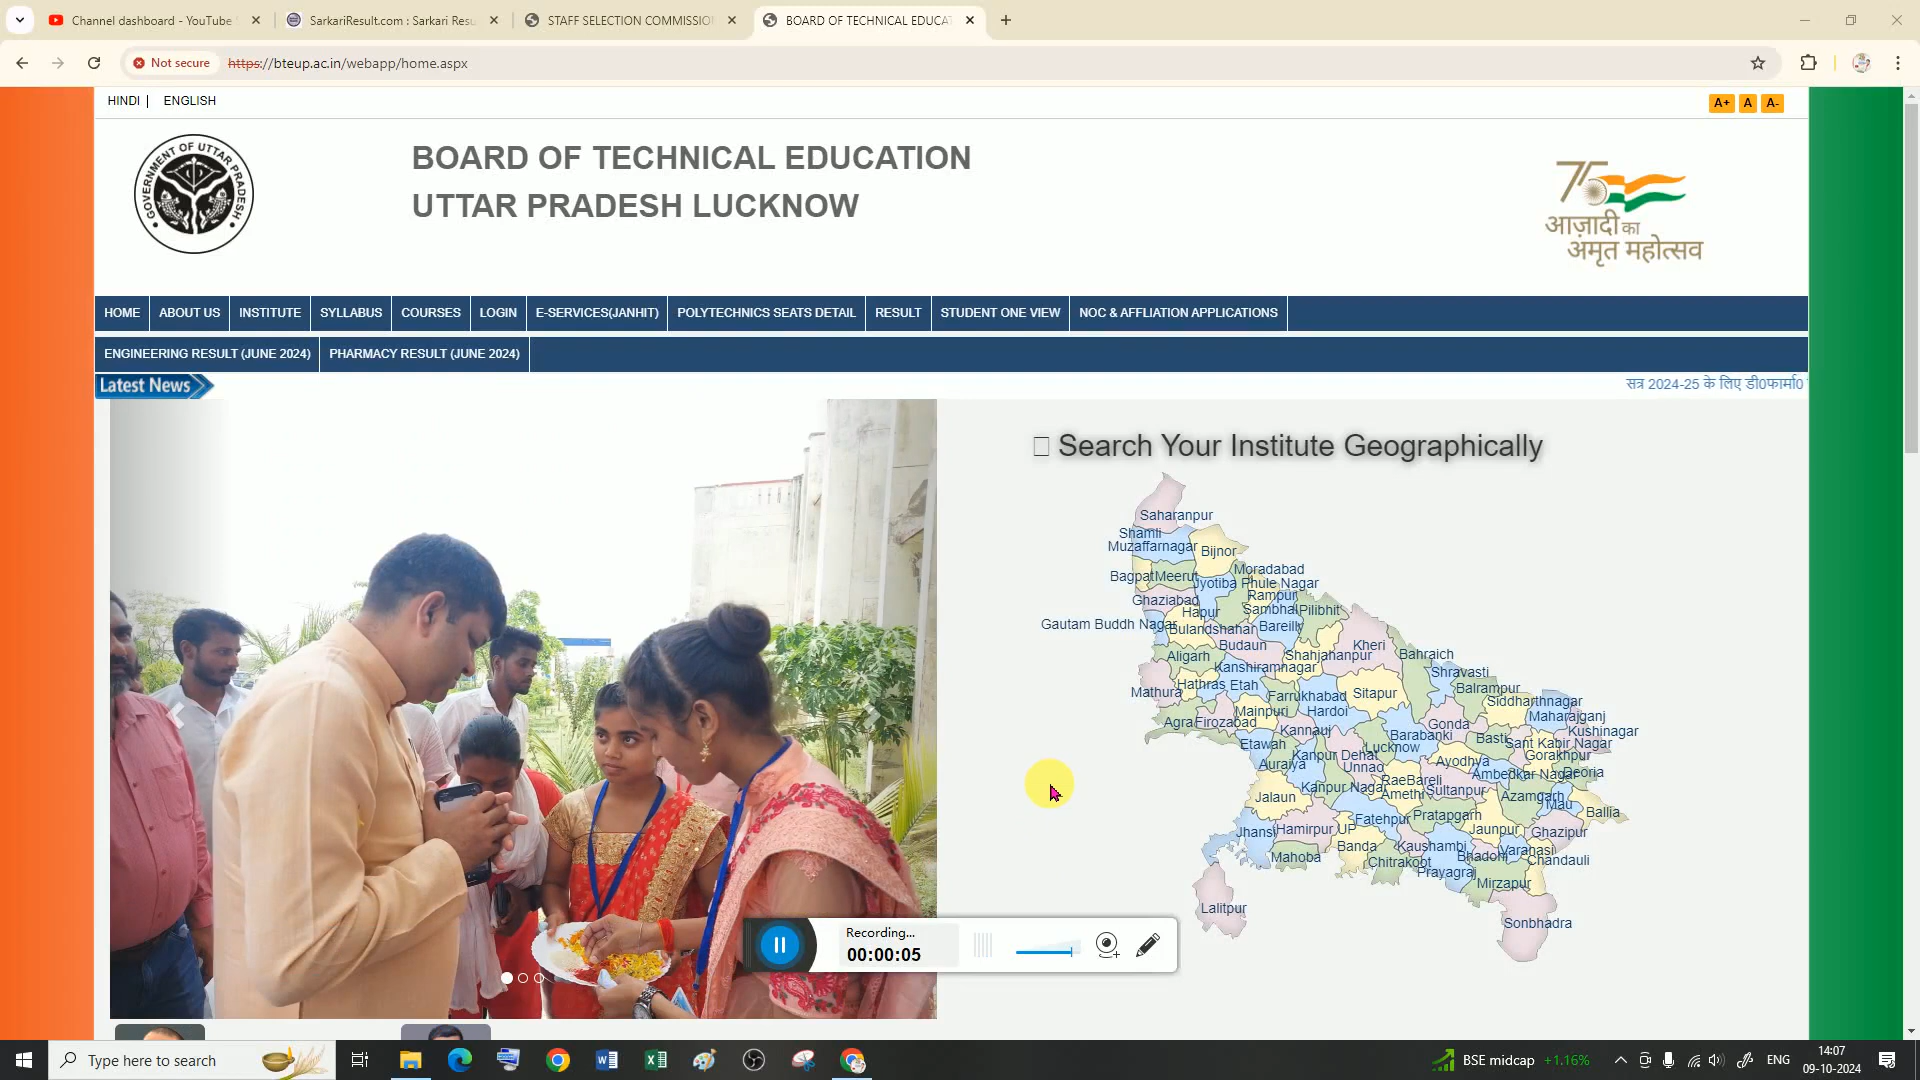 Channel dashboard - YouTube
SarkariResult.com : Sarkari Resu
STAFF SELECTION COMMISSION
BOARD OF TECHNICAL EDUCAT
Not secure
https://bteup.ac.in/webapp/home.aspx
HINDI | ENGLISH
A+ A A-
GOVERNMENT OF UTTAR PRADESH
BOARD OF TECHNICAL EDUCATION
UTTAR PRADESH LUCKNOW
75
आज़ादी का
अमृत महोत्सव
HOME ABOUT US INSTITUTE SYLLABUS COURSES LOGIN E-SERVICES(JANHIT) POLYTECHNICS SEATS DETAIL RESULT STUDENT ONE VIEW NOC & AFFLIATION APPLICATIONS
ENGINEERING RESULT (JUNE 2024) PHARMACY RESULT (JUNE 2024)
Latest News
सत्र 2024-25 के लिए डी0फार्मा0
Search Your Institute Geographically
Saharanpur
Shamli
Muzaffarnagar
Bijnor
Moradabad
Bagpat Meerut
Jyotiba Phule Nagar
Ghaziabad
Rampur
Hapur
Sambhal Pilibhit
Gautam Buddh Nagar
Bulandshahar Bareilly
Budaun
Kheri
Aligarh
Shahjahanpur
Bahraich
Kanshiramnagar
Shravasti
Mathura
Hathras Etah
Farrukhabad
Sitapur
Balrampur
Siddharthnagar
Mainpuri
Hardoi
Maharajganj
Agra Firozabad
Kannauj
Gonda
Kushinagar
Etawah
Barabanki
Basti
Sant Kabir Nagar
Lucknow
Kanpur Dehat
Gorakhpur
Auraiya
Unnao
Ayodhya
Ambedkar Nagar
Deoria
RaeBareli
Kanpur Nagar
Amethi
Sultanpur
Jalaun
Azamgarh
Mau
Ballia
Fatehpur
Pratapgarh
Jhansi
Hamirpur UP
Jaunpur
Ghazipur
Banda
Kaushambi
Varanasi
Mahoba
Chitrakoot
Bhadohi
Chandauli
Prayagraj
Mirzapur
Lalitpur
Sonbhadra
Recording...
00:00:05
Type here to search
BSE midcap +1.16%
ENG
14:07
09-10-2024